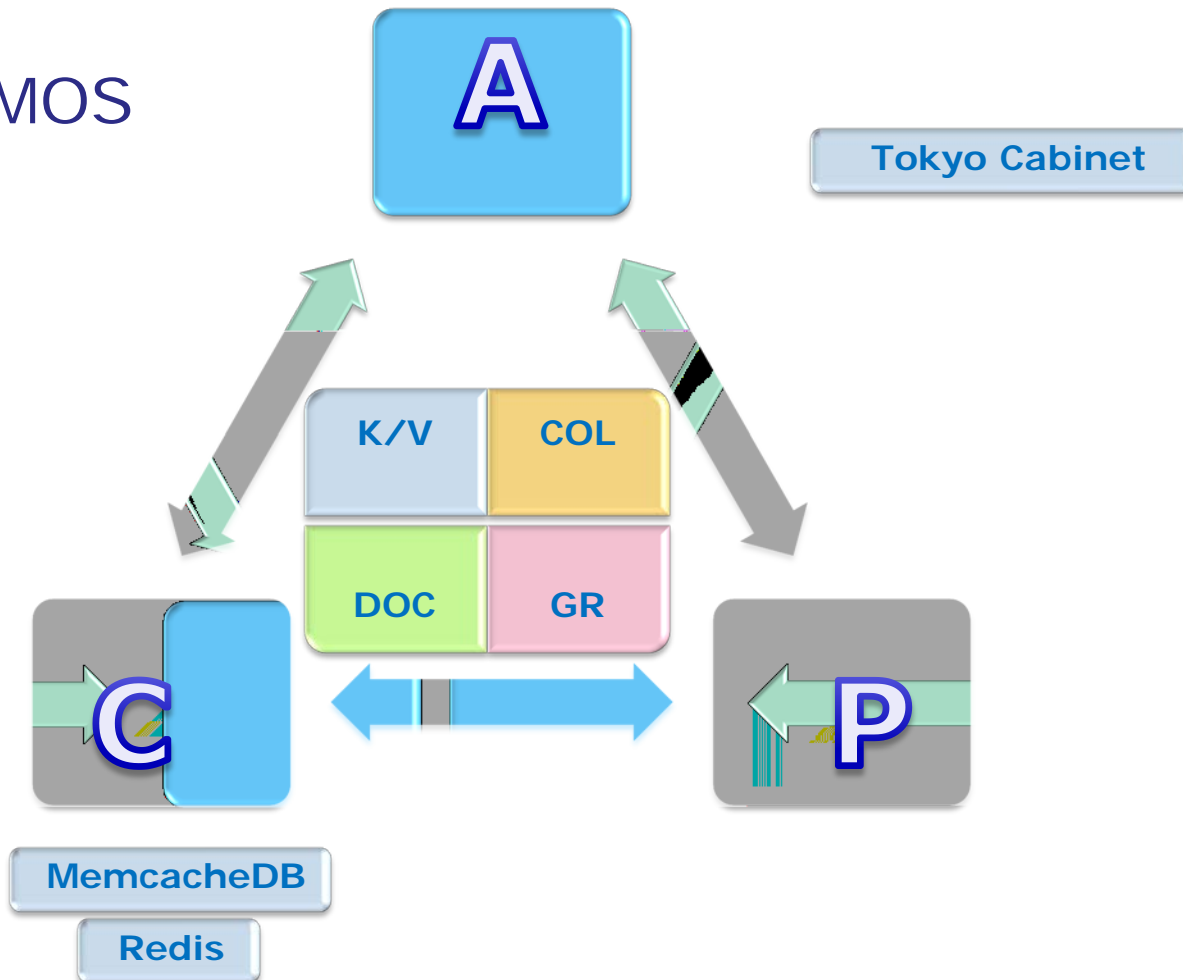 MOS
A
Tokyo Cabinet
K/V COL
DOC GR
C P
MemcacheDB
Redis